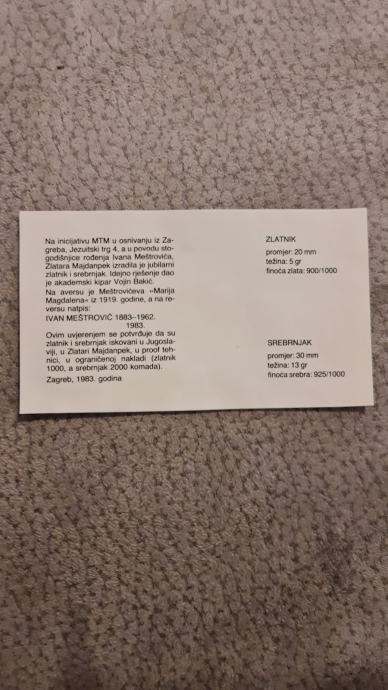 Na inicijativu MTM u osnivanju iz Za-
greba, Jezuitski trg 4, a u povodu sto-
godišnjice rođenja Ivana Meštrovića,
Zlatara Majdanpek izradila je jubilarni
zlatnik i srebrnjak. Idejno rješenje dao
je akademski kipar Vojin Bakić.
Na aversu je Meštrovićeva »Marija
Magdalena« iz 1919. godine, a na re-
versu natpis:
IVAN MEŠTROVIĆ 1883–1962.
1983.
Ovim uvjerenjem se potvrđuje da su
zlatnik i srebrnjak iskovani u Jugosla-
viji, u Zlatari Majdanpek, u proof teh-
nici, u ograničenoj nakladi (zlatnik
1000, a srebrnjak 2000 komada).
Zagreb, 1983. godina
ZLATNIK
promjer: 20 mm
težina: 5 gr
finoća zlata: 900/1000
SREBRNJAK
promjer: 30 mm
težina: 13 gr
finoća srebra: 925/1000